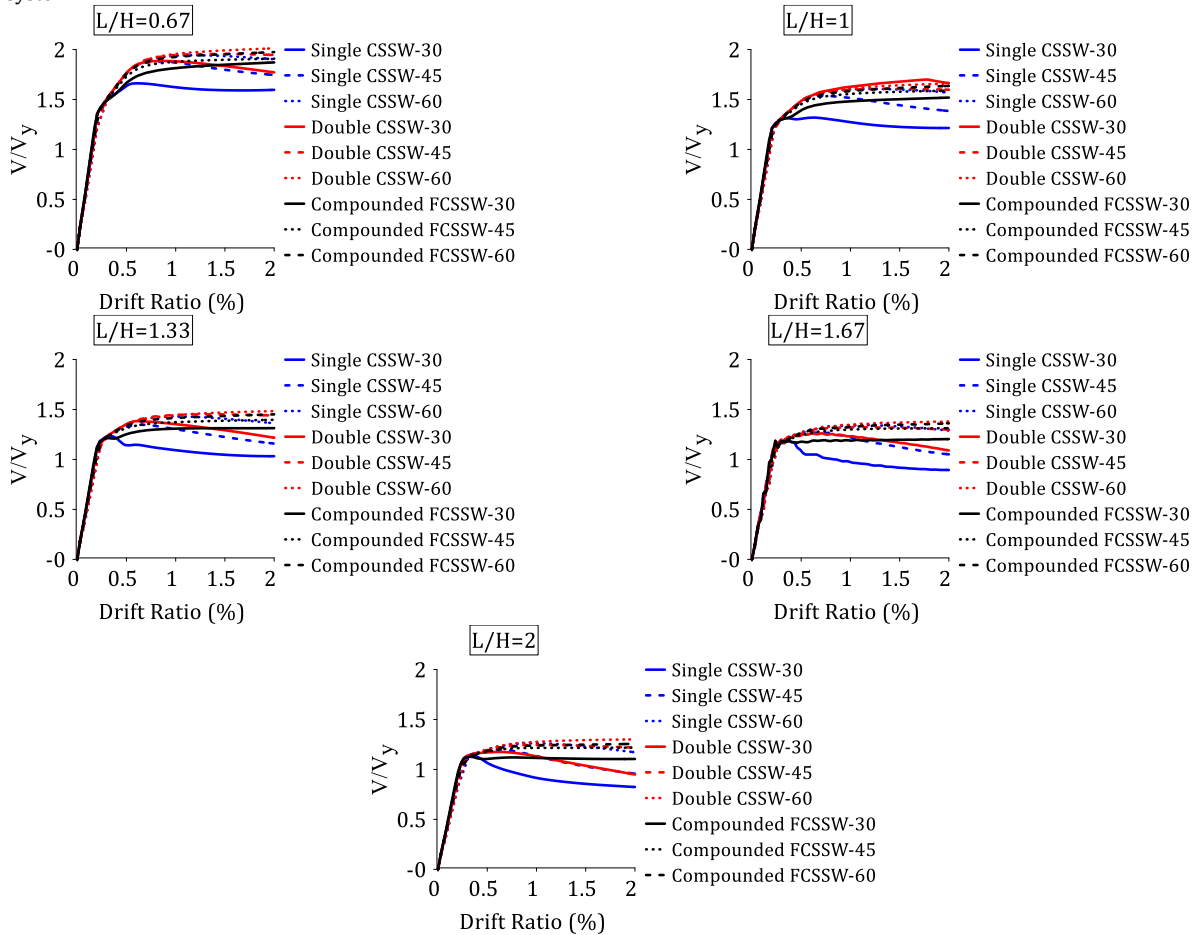 L/H=0.67
2
1.5
1
0.5
-0
V/Vy
0 0.5 1 1.5 2
Drift Ratio (%)
Single CSSW-30
Single CSSW-45
Single CSSW-60
Double CSSW-30
Double CSSW-45
Double CSSW-60
Compounded FCSSW-30
Compounded FCSSW-45
Compounded FCSSW-60
L/H=1
2
1.5
1
0.5
-0
V/Vy
0 0.5 1 1.5 2
Drift Ratio (%)
Single CSSW-30
Single CSSW-45
Single CSSW-60
Double CSSW-30
Double CSSW-45
Double CSSW-60
Compounded FCSSW-30
Compounded FCSSW-45
Compounded FCSSW-60
L/H=1.33
2
1.5
1
0.5
-0
V/Vy
0 0.5 1 1.5 2
Drift Ratio (%)
Single CSSW-30
Single CSSW-45
Single CSSW-60
Double CSSW-30
Double CSSW-45
Double CSSW-60
Compounded FCSSW-30
Compounded FCSSW-45
Compounded FCSSW-60
L/H=1.67
2
1.5
1
0.5
-0
V/Vy
0 0.5 1 1.5 2
Drift Ratio (%)
Single CSSW-30
Single CSSW-45
Single CSSW-60
Double CSSW-30
Double CSSW-45
Double CSSW-60
Compounded FCSSW-30
Compounded FCSSW-45
Compounded FCSSW-60
L/H=2
2
1.5
1
0.5
-0
V/Vy
0 0.5 1 1.5 2
Drift Ratio (%)
Single CSSW-30
Single CSSW-45
Single CSSW-60
Double CSSW-30
Double CSSW-45
Double CSSW-60
Compounded FCSSW-30
Compounded FCSSW-45
Compounded FCSSW-60